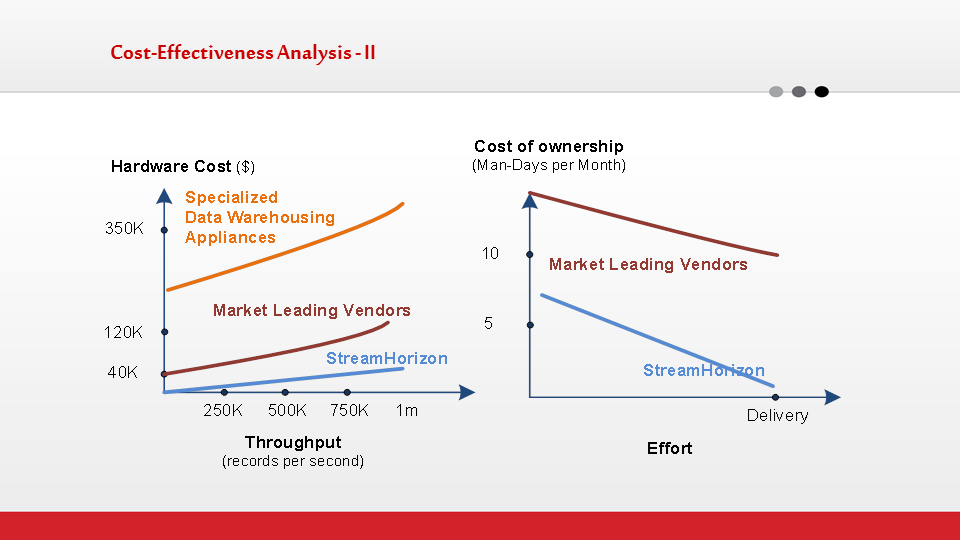 Cost-Effectiveness Analysis - II
Hardware Cost ($)
350K
120K
40K
Specialized
Data Warehousing
Appliances
Market Leading Vendors
StreamHorizon
250K
500K
750K
1m
Throughput
(records per second)
Cost of ownership
(Man-Days per Month)
10
5
Market Leading Vendors
StreamHorizon
Delivery
Effort